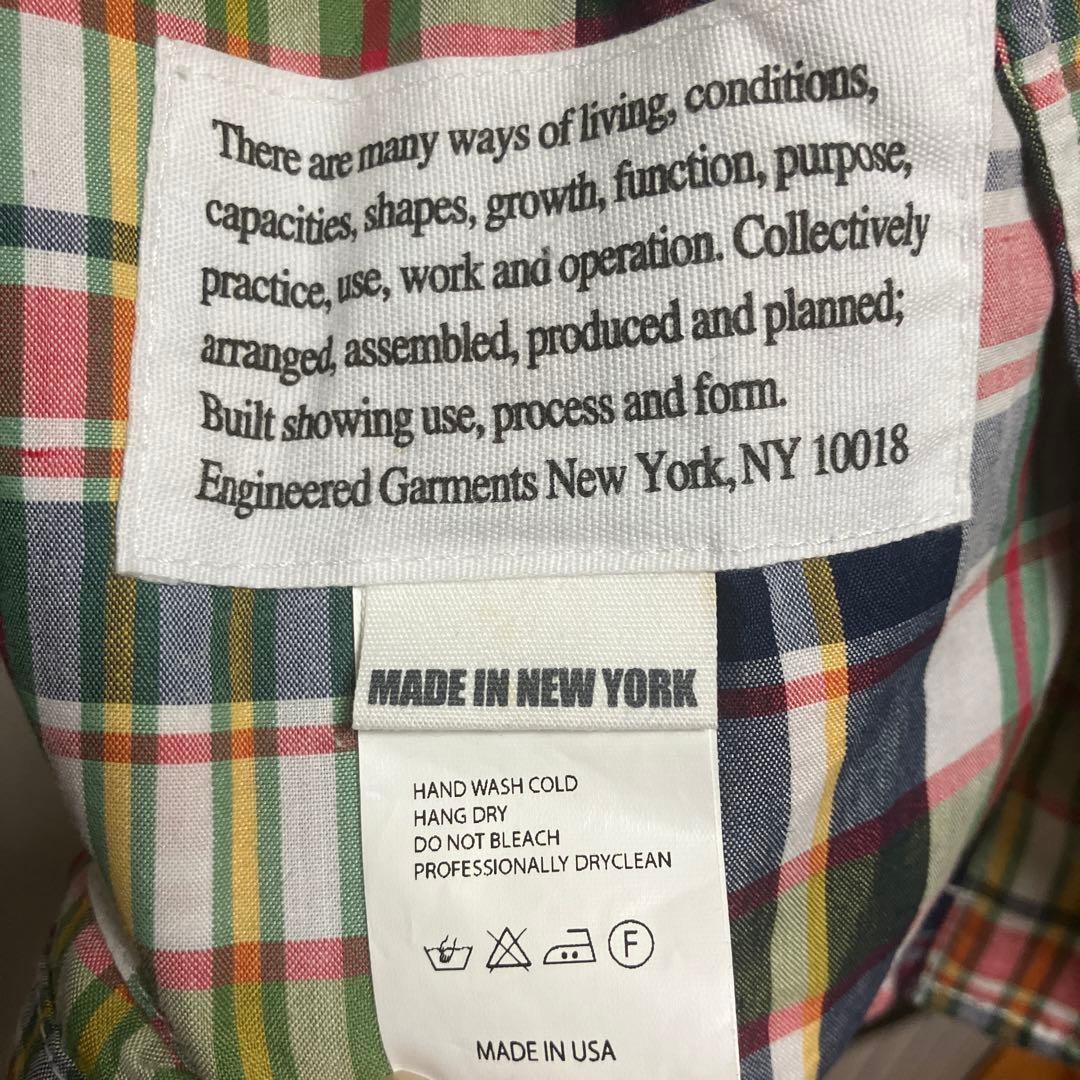 There are many ways of living, conditions,
capacities, shapes, growth, function, purpose,
practice, use, work and operation. Collectively
arranged, assembled, produced and planned;
Built showing use, process and form.
Engineered Garments New York, NY 10018
MADE IN NEW YORK
HAND WASH COLD
HANG DRY
DO NOT BLEACH
PROFESSIONALLY DRYCLEAN
F
MADE IN USA